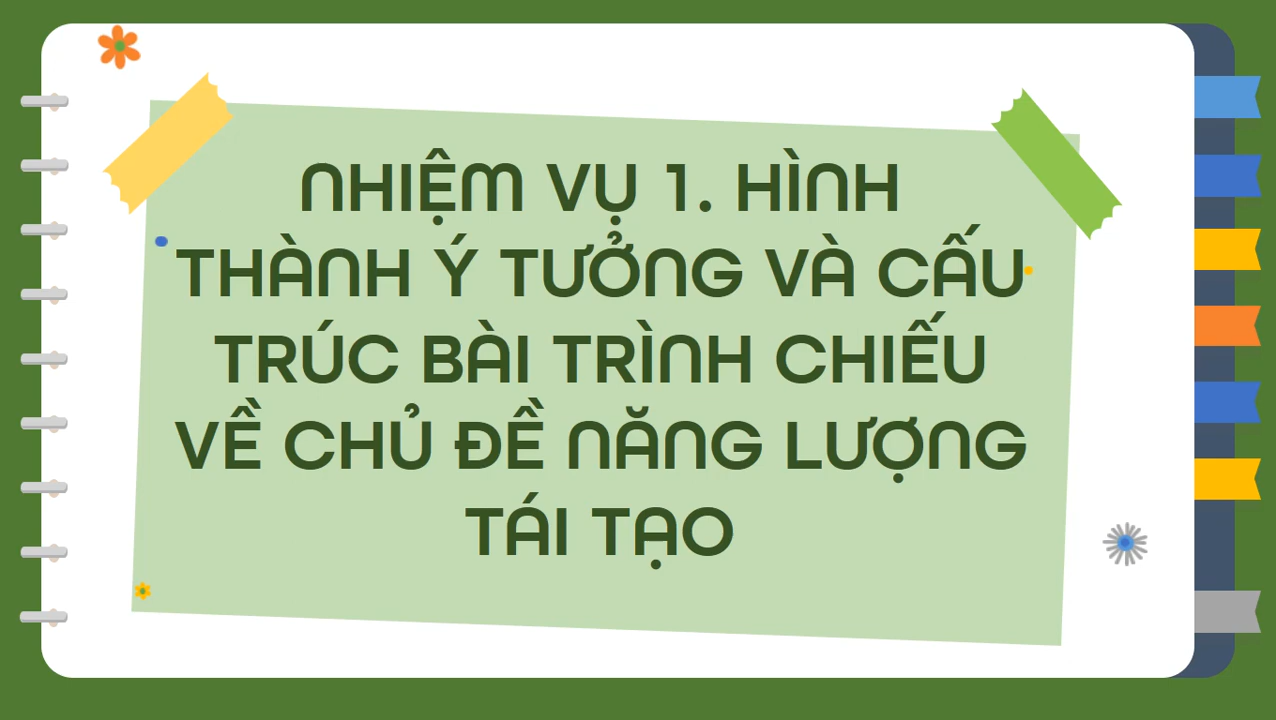 NHIỆM VỤ 1. HÌNH
THÀNH Ý TƯỞNG VÀ CẤU
TRÚC BÀI TRÌNH CHIẾU
VỀ CHỦ ĐỀ NĂNG LƯỢNG
TÁI TẠO